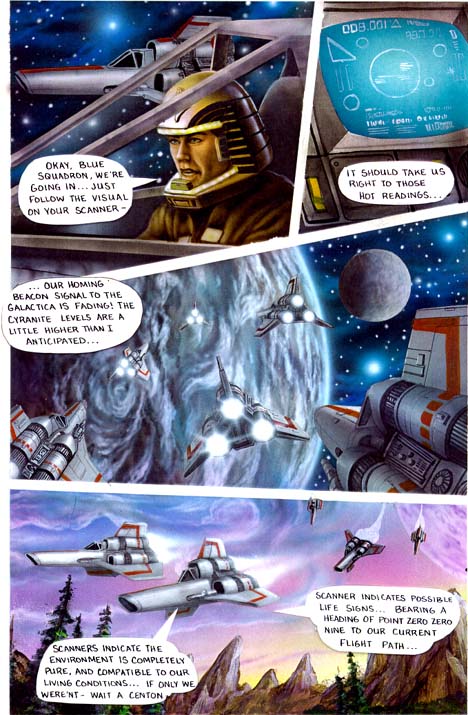 OKAY, BLUE
SQUADRON, WE'RE
GOING IN... JUST
FOLLOW THE VISUAL
ON YOUR SCANNER-
IT SHOULD TAKE US
RIGHT TO THOSE
HOT READINGS...
... OUR HOMING
BEACON SIGNAL TO THE
GALACTICA IS FADING! THE
CYRANITE LEVELS ARE A
LITTLE HIGHER THAN I
ANTICIPATED...
SCANNERS INDICATE THE
ENVIRONMENT IS COMPLETELY
PURE, AND COMPATIBLE TO OUR
LIVING CONDITIONS... IF ONLY WE
WERE'NT- WAIT A CENTON
SCANNER INDICATES POSSIBLE
LIFE SIGNS... BEARING A
HEADING OF POINT ZERO ZERO
NINE TO OUR CURRENT
FLIGHT PATH...